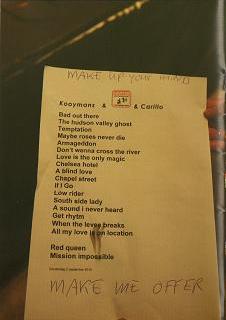 MAKE UP YOUR MIND
Kooymans & & Carillo
Bad out there
The hudson valley ghost
Temptation
Maybe roses never die
Armageddon
Don't wanna cross the river
Love is the only magic
Chelsea hotel
A blind love
Chapel street
If I Go
Low rider
South side lady
A sound i never heard
Get rhytm
When the levee breaks
All my love is on location
Red queen
Mission impossible
MAKE ME OFFER